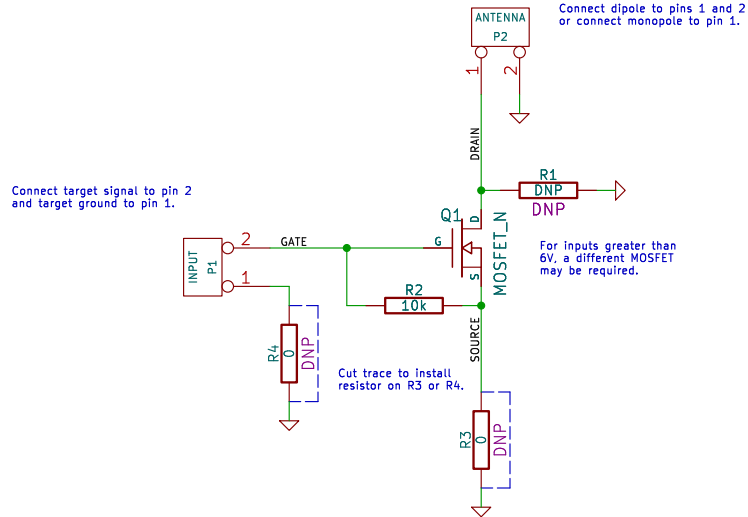 Connect dipole to pins 1 and 2
or connect monopole to pin 1.
ANTENNA
P2
1
2
DRAIN
R1
DNP
DNP
Connect target signal to pin 2
and target ground to pin 1.
Q1
D
G
S
MOSFET_N
For inputs greater than
6V, a different MOSFET
may be required.
INPUT
P1
2
GATE
1
R2
10k
SOURCE
R4
0
DNP
Cut trace to install
resistor on R3 or R4.
R3
0
DNP